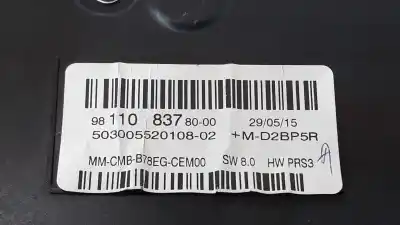 98 110 837 80-00 29/05/15
503005520108-02 +M-D2BP5R
MM-CMB-B78EG-CEM00 SW 8.0 HW PRS3